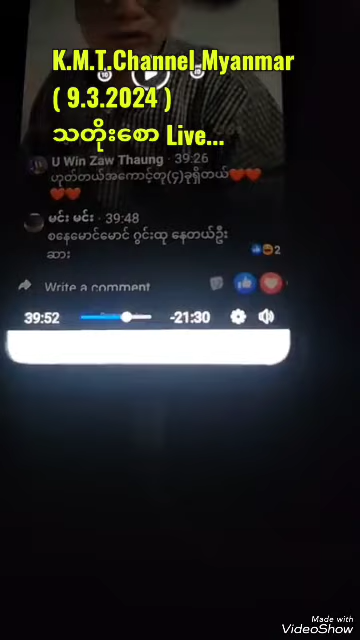 K.M.T.Channel Myanmar
( 9.3.2024 )
သတိုးစော Live...
U Win Zaw Thaung · 39:26
ဟုတ်တယ်အကောင့်တု(၄)ခုရှိတယ်❤️❤️
❤️❤️
မင်း မင်း · 39:48
စနေမောင်မောင် ဂွင်းထု နေတယ်ဦး
ဆား
2
Write a comment
39:52
-21:30
Made with
VideoShow